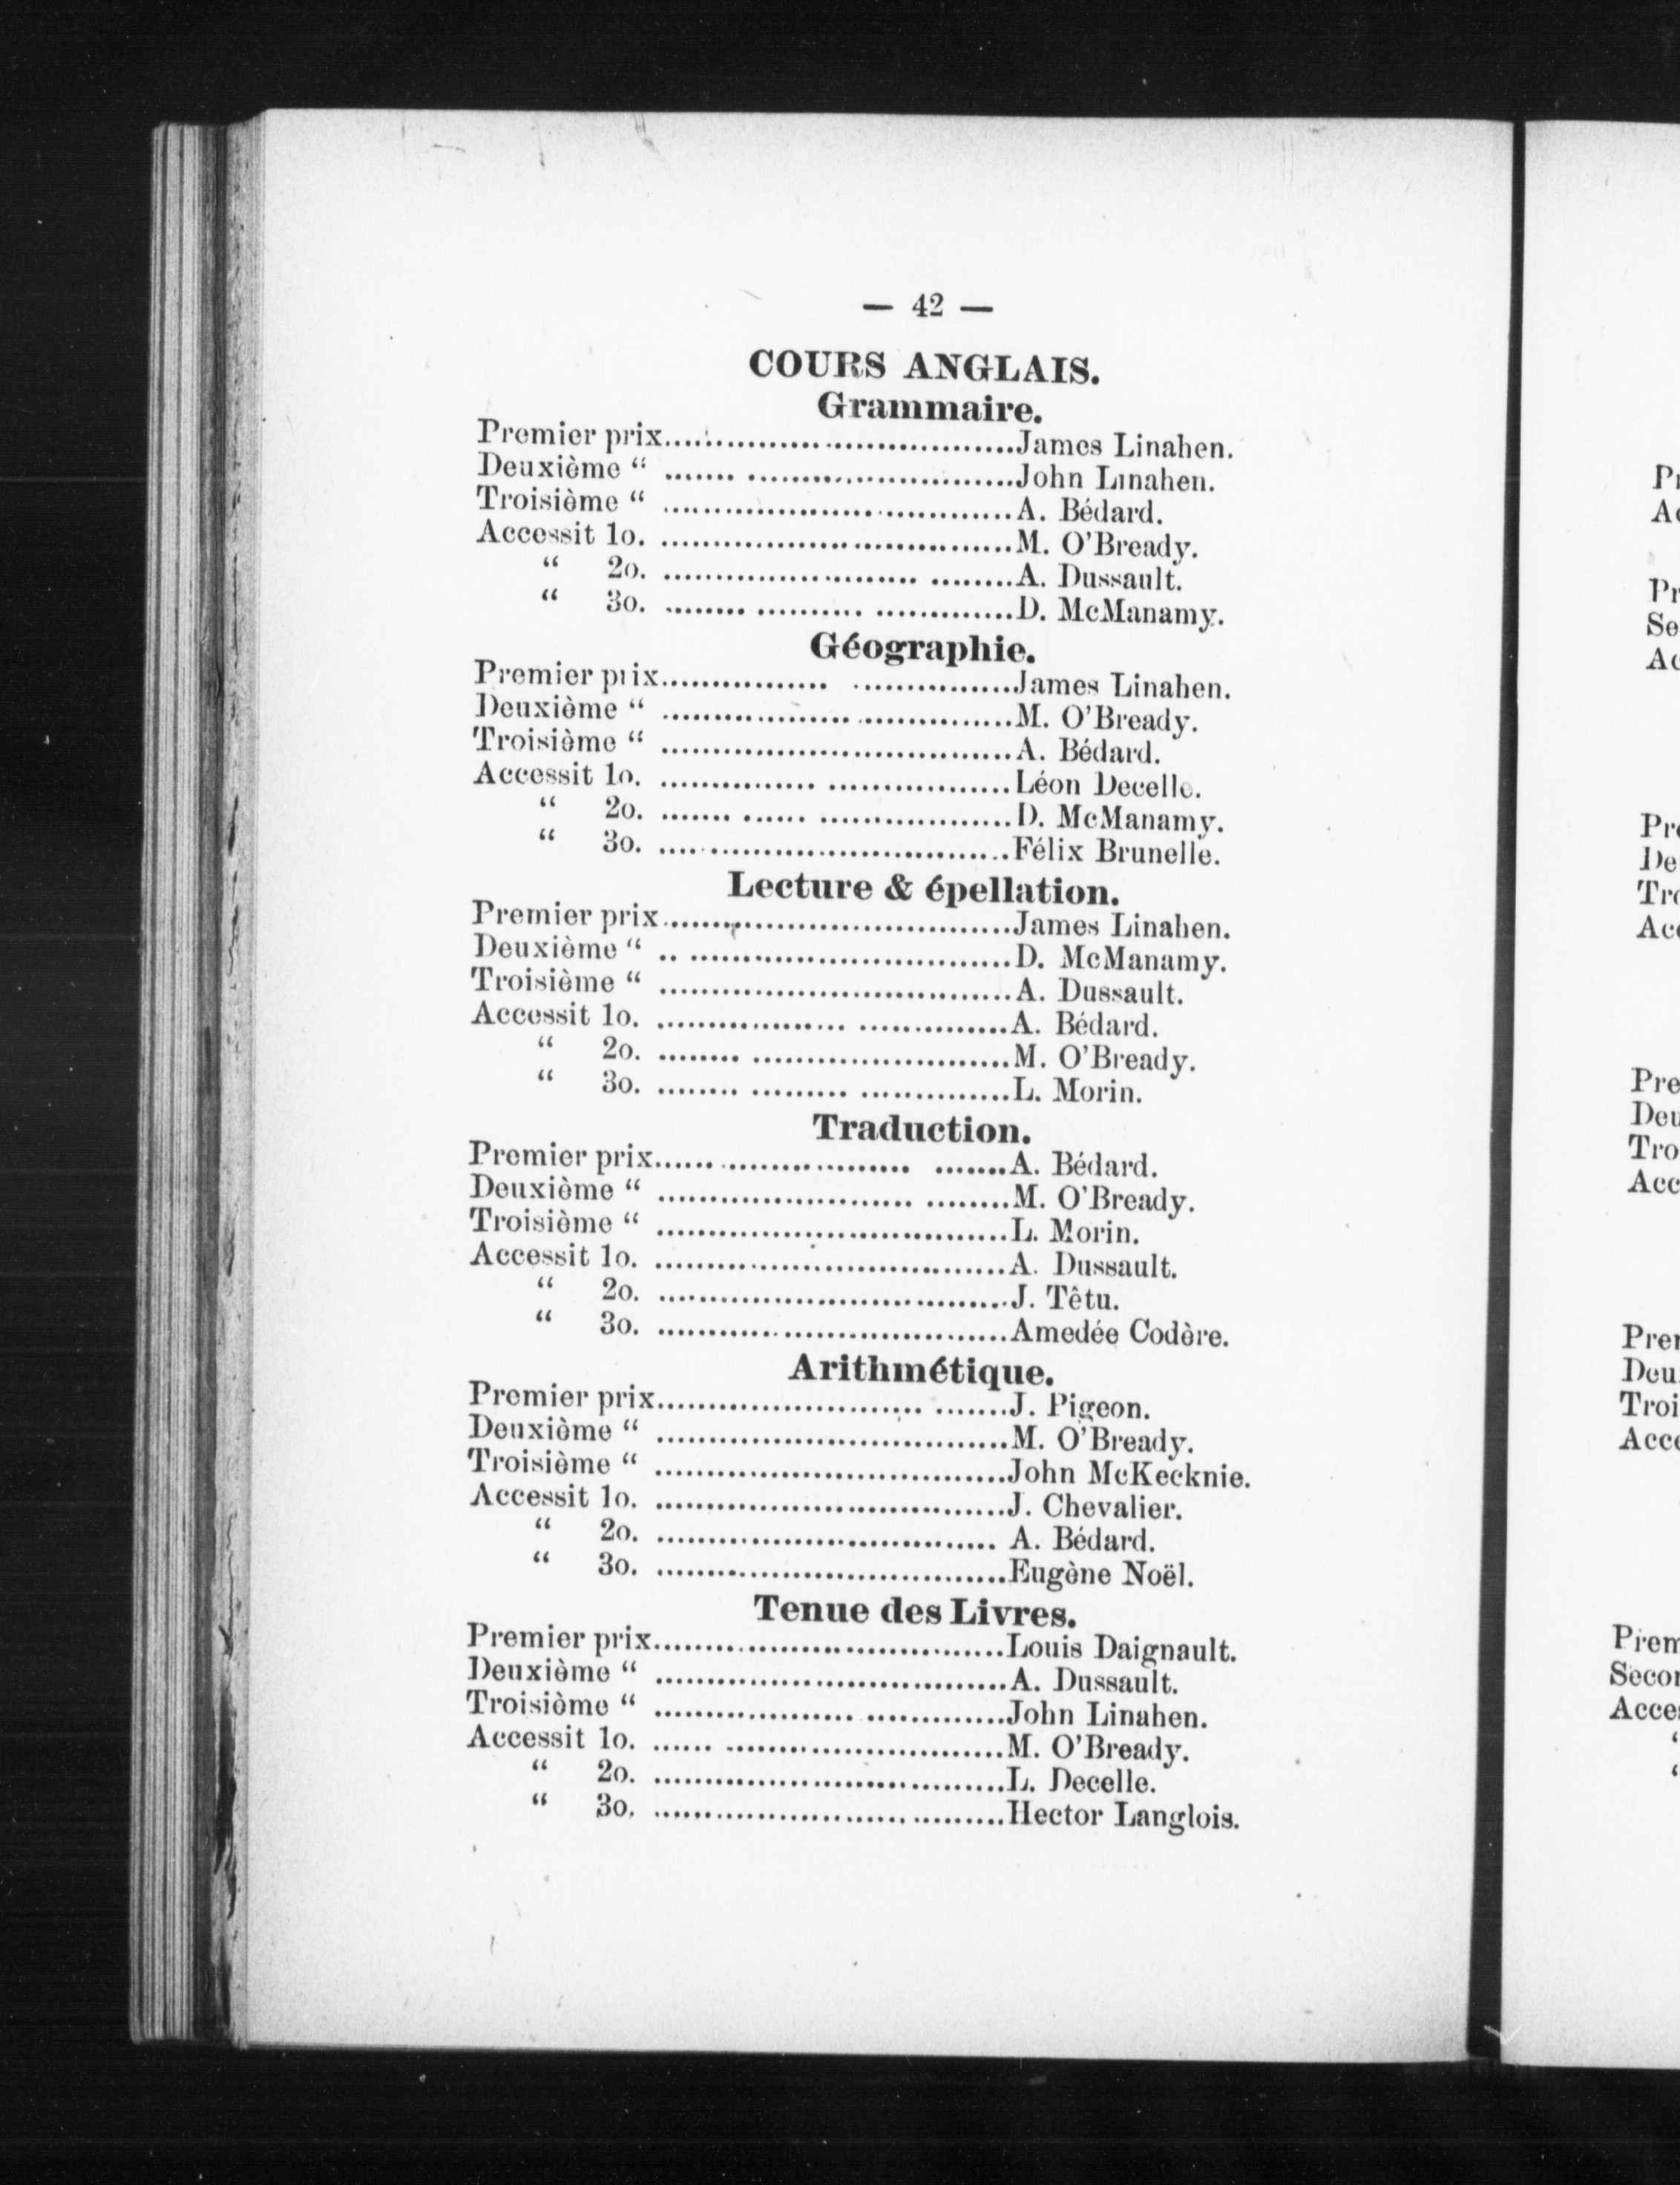 — 42 —
COURS ANGLAIS.
Grammaire.
Premier prix....................................James Linahen.
Deuxième “ ....................................John Linahen.
Troisième “ ....................................A. Bédard.
Accessit 1o. ....................................M. O'Bready.
“ 2o. ....................................A. Dussault.
“ 3o. ....................................D. McManamy.
Géographie.
Premier prix....................................James Linahen.
Deuxième “ ....................................M. O'Bready.
Troisième “ ....................................A. Bédard.
Accessit 1o. ....................................Léon Decelle.
“ 2o. ....................................D. McManamy.
“ 3o. ....................................Félix Brunelle.
Lecture & épellation.
Premier prix....................................James Linahen.
Deuxième “ ....................................D. McManamy.
Troisième “ ....................................A. Dussault.
Accessit 1o. ....................................A. Bédard.
“ 2o. ....................................M. O'Bready.
“ 3o. ....................................L. Morin.
Traduction.
Premier prix....................................A. Bédard.
Deuxième “ ....................................M. O'Bready.
Troisième “ ....................................L. Morin.
Accessit 1o. ....................................A. Dussault.
“ 2o. ....................................J. Têtu.
“ 3o. ....................................Amedée Codère.
Arithmétique.
Premier prix....................................J. Pigeon.
Deuxième “ ....................................M. O'Bready.
Troisième “ ....................................John McKecknie.
Accessit 1o. ....................................J. Chevalier.
“ 2o. .................................... A. Bédard.
“ 3o. ....................................Eugène Noël.
Tenue des Livres.
Premier prix....................................Louis Daignault.
Deuxième “ ....................................A. Dussault.
Troisième “ ....................................John Linahen.
Accessit 1o. ....................................M. O'Bready.
“ 2o. ....................................L. Decelle.
“ 3o. ....................................Hector Langlois.